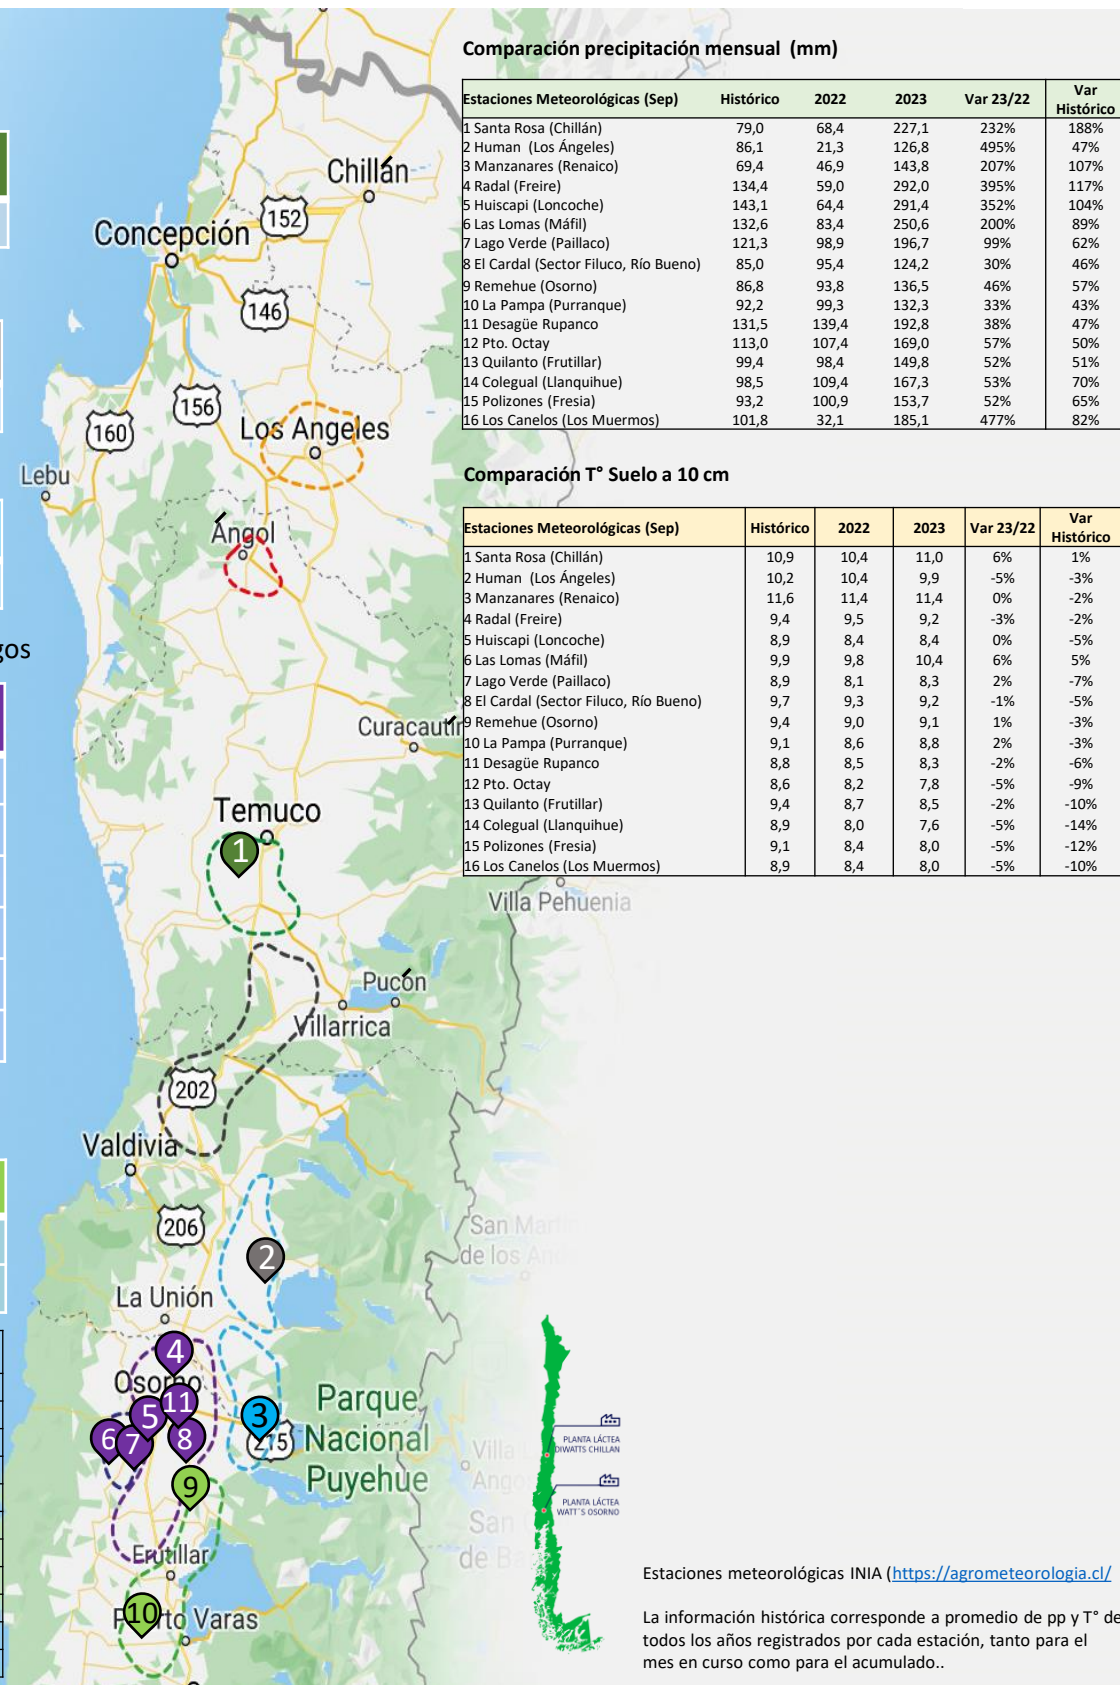 Comparación precipitación mensual (mm)
Estaciones Meteorológicas (Sep) Histórico 2022 2023 Var 23/22 Var Histórico
1 Santa Rosa (Chillán) 79,0 68,4 227,1 232% 188%
2 Human (Los Ángeles) 86,1 21,3 126,8 495% 47%
3 Manzanares (Renaico) 69,4 46,9 143,8 207% 107%
4 Radal (Freire) 134,4 59,0 292,0 395% 117%
5 Huiscapi (Loncoche) 143,1 64,4 291,4 352% 104%
6 Las Lomas (Máfil) 132,6 83,4 250,6 200% 89%
7 Lago Verde (Paillaco) 121,3 98,9 196,7 99% 62%
8 El Cardal (Sector Filuco, Río Bueno) 85,0 95,4 124,2 30% 46%
9 Remehue (Osorno) 86,8 93,8 136,5 46% 57%
10 La Pampa (Purranque) 92,2 99,3 132,3 33% 43%
11 Desagüe Rupanco 131,5 139,4 192,8 38% 47%
12 Pto. Octay 113,0 107,4 169,0 57% 50%
13 Quilanto (Frutillar) 99,4 98,4 149,8 52% 51%
14 Colegual (Llanquihue) 98,5 109,4 167,3 53% 70%
15 Polizones (Fresia) 93,2 100,9 153,7 52% 65%
16 Los Canelos (Los Muermos) 101,8 32,1 185,1 477% 82%
Comparación T° Suelo a 10 cm
Estaciones Meteorológicas (Sep) Histórico 2022 2023 Var 23/22 Var Histórico
1 Santa Rosa (Chillán) 10,9 10,4 11,0 6% 1%
2 Human (Los Ángeles) 10,2 10,4 9,9 -5% -3%
3 Manzanares (Renaico) 11,6 11,4 11,4 0% -2%
4 Radal (Freire) 9,4 9,5 9,2 -3% -2%
5 Huiscapi (Loncoche) 8,9 8,4 8,4 0% -5%
6 Las Lomas (Máfil) 9,9 9,8 10,4 6% 5%
7 Lago Verde (Paillaco) 8,9 8,1 8,3 2% -7%
8 El Cardal (Sector Filuco, Río Bueno) 9,7 9,3 9,2 -1% -5%
9 Remehue (Osorno) 9,4 9,0 9,1 1% -3%
10 La Pampa (Purranque) 9,1 8,6 8,8 2% -3%
11 Desagüe Rupanco 8,8 8,5 8,3 -2% -6%
12 Pto. Octay 8,6 8,2 7,8 -5% -9%
13 Quilanto (Frutillar) 9,4 8,7 8,5 -2% -10%
14 Colegual (Llanquihue) 8,9 8,0 7,6 -5% -14%
15 Polizones (Fresia) 9,1 8,4 8,0 -5% -12%
16 Los Canelos (Los Muermos) 8,9 8,4 8,0 -5% -10%
Chillán
152
Concepción
146
156
160
Los Angeles
Lebu
Angol
gos
Curacautín
Temuco
1
Villa Pehuenia
Pucón
Villarrica
202
Valdivia
206
San Martín
de los Andes
2
La Unión
4
Osorno
11
5
3
6
7
8
215
Parque
Nacional
Puyehue
Villa
Ango
9
San
de Ba
Frutillar
10
Puerto Varas
PLANTA LÁCTEA
DIWATTS CHILLAN
PLANTA LÁCTEA
WATT´S OSORNO
Estaciones meteorológicas INIA (https://agrometeorologia.cl/
La información histórica corresponde a promedio de pp y T° de
todos los años registrados por cada estación, tanto para el
mes en curso como para el acumulado..